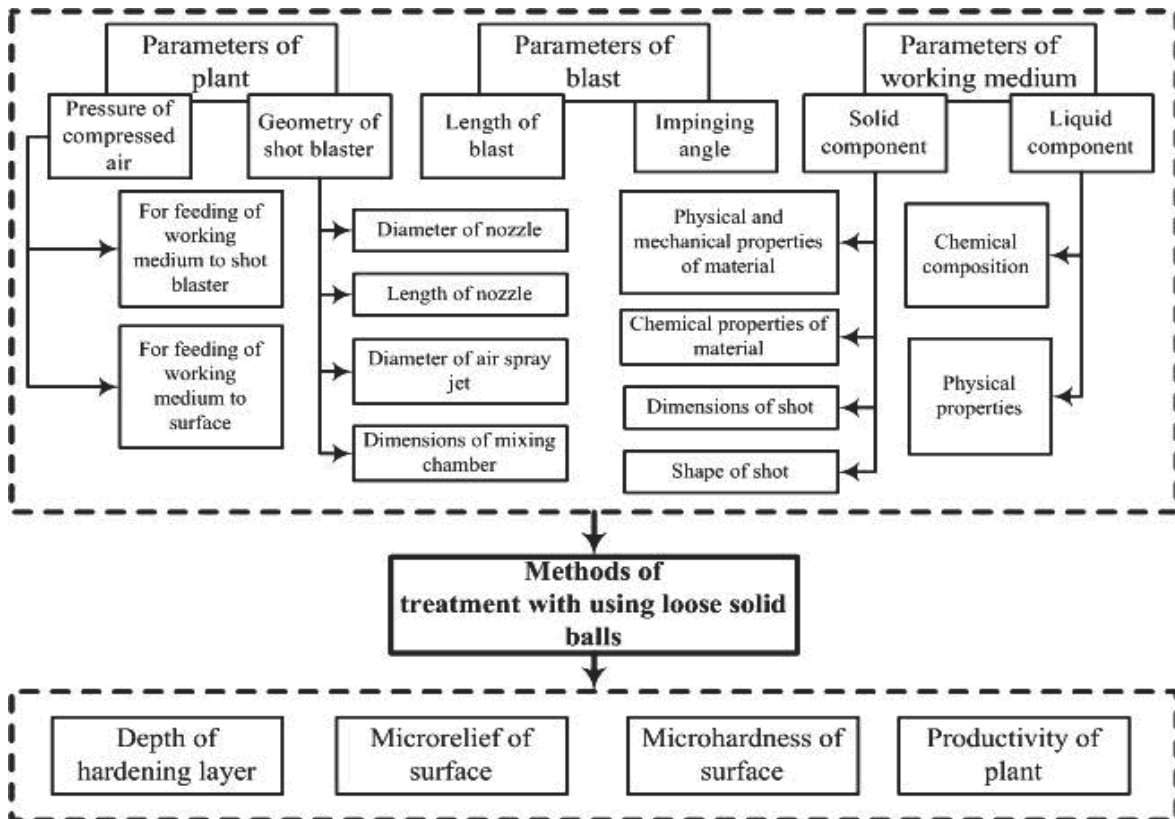 Parameters of
plant
Parameters of
blast
Parameters of
working medium
Pressure of
compressed
air
Geometry of
shot blaster
Length of
blast
Impinging
angle
Solid
component
Liquid
component
For feeding of
working
medium to shot
blaster
For feeding of
working
medium to
surface
Diameter of nozzle
Length of nozzle
Diameter of air spray
jet
Dimensions of mixing
chamber
Physical and
mechanical properties
of material
Chemical properties of
material
Dimensions of shot
Shape of shot
Chemical
composition
Physical
properties
Methods of
treatment with using loose solid
balls
Depth of
hardening layer
Microrelief of
surface
Microhardness of
surface
Productivity of
plant